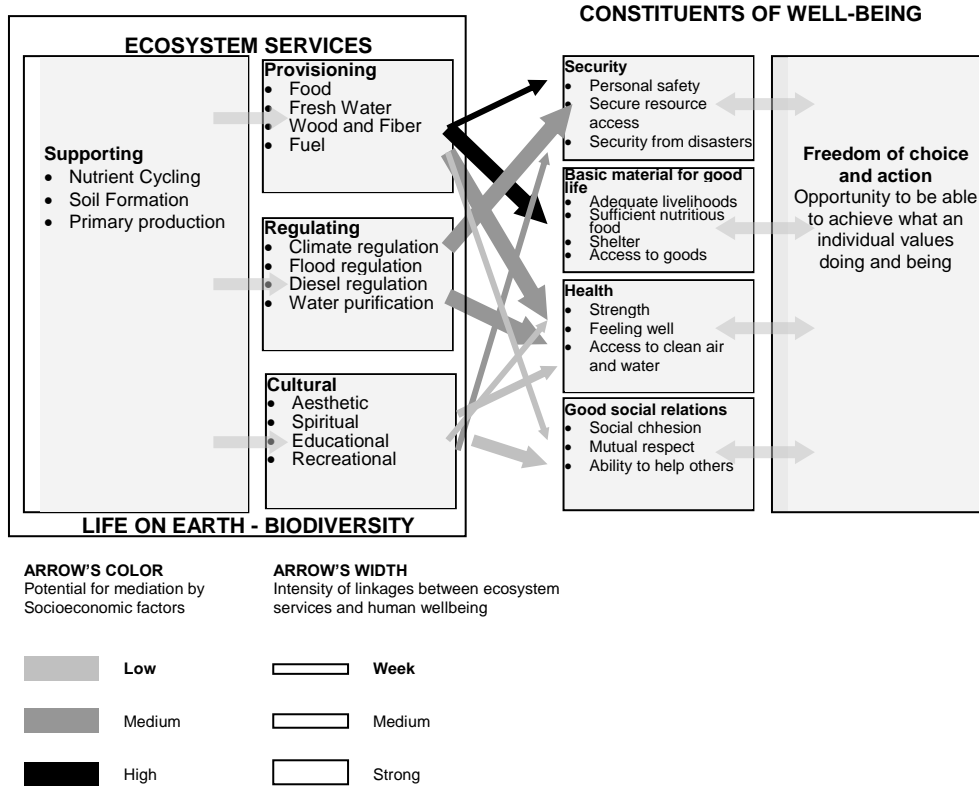 CONSTITUENTS OF WELL-BEING
ECOSYSTEM SERVICES
Supporting
• Nutrient Cycling
• Soil Formation
• Primary production
Provisioning
• Food
• Fresh Water
• Wood and Fiber
• Fuel
Regulating
• Climate regulation
• Flood regulation
• Diesel regulation
• Water purification
Cultural
• Aesthetic
• Spiritual
• Educational
• Recreational
LIFE ON EARTH - BIODIVERSITY
Security
• Personal safety
• Secure resource
access
• Security from disasters
Basic material for good
life
• Adequate livelihoods
• Sufficient nutritious
food
• Shelter
• Access to goods
Health
• Strength
• Feeling well
• Access to clean air
and water
Good social relations
• Social chhesion
• Mutual respect
• Ability to help others
Freedom of choice
and action
Opportunity to be able
to achieve what an
individual values
doing and being
ARROW'S COLOR
Potential for mediation by
Socioeconomic factors
Low
Medium
High
ARROW'S WIDTH
Intensity of linkages between ecosystem
services and human wellbeing
Week
Medium
Strong